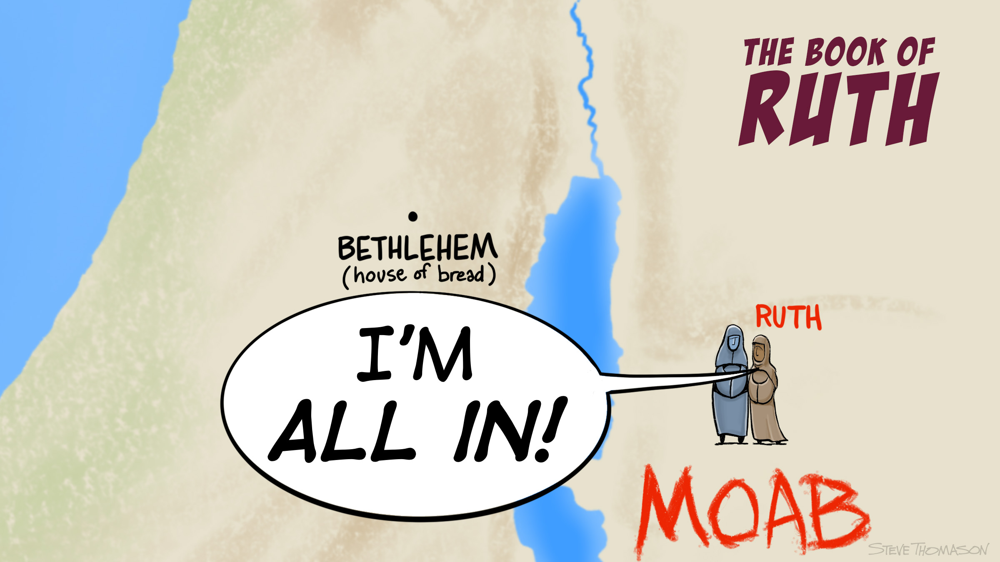 THE BOOK OF
RUTH
BETHLEHEM
(house of bread)
RUTH
I'M
ALL IN!
MOAB
STEVE THOMASON